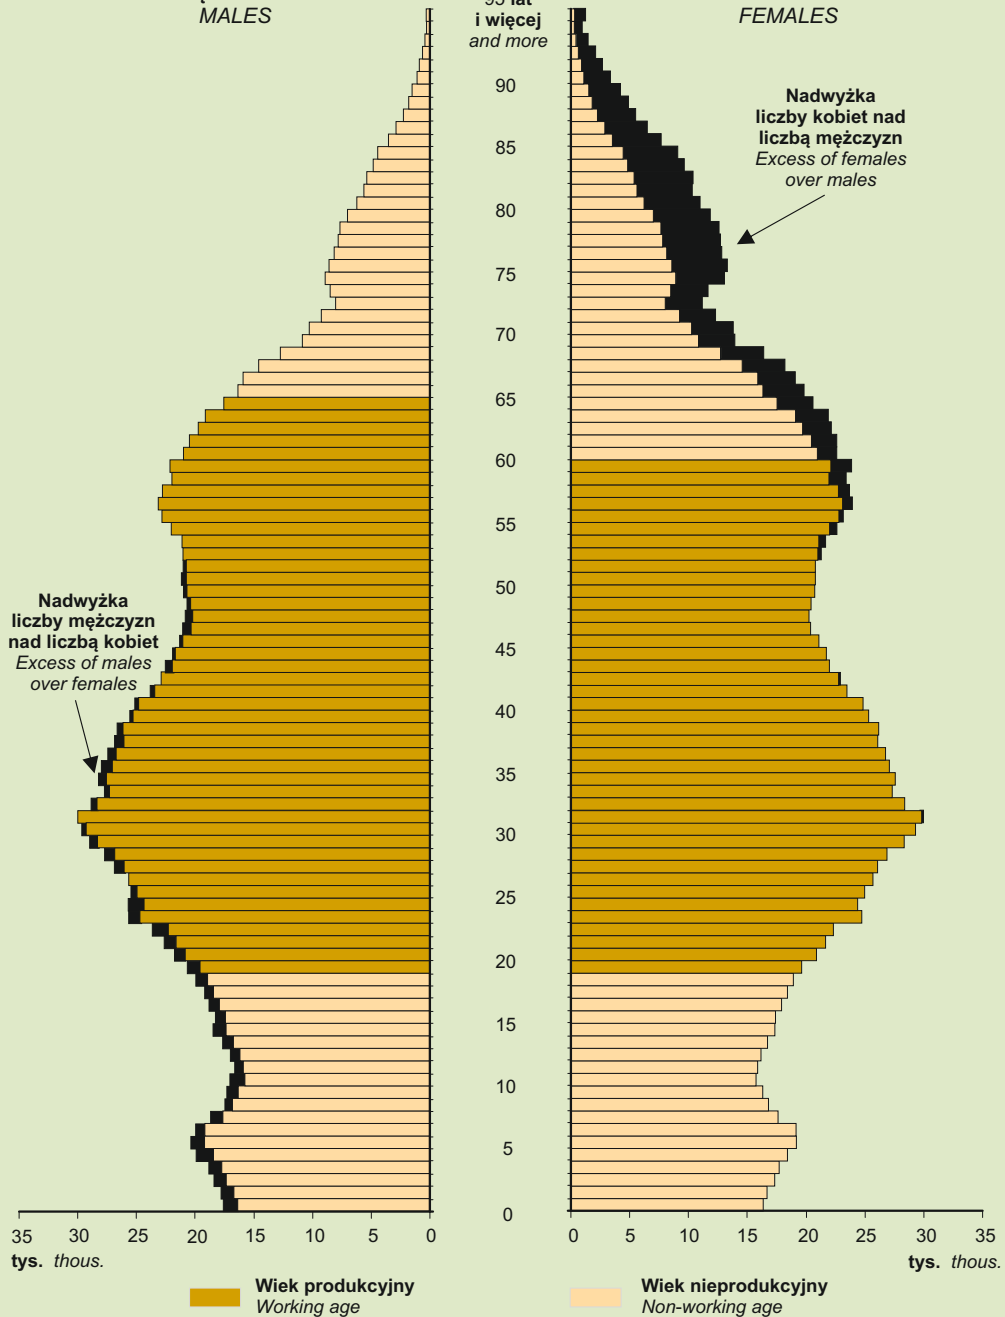 MALES
95 lat
i więcej
and more
FEMALES
90
85
80
75
70
65
60
55
50
45
40
35
30
25
20
15
10
5
0
Nadwyżka
liczby kobiet nad
liczbą mężczyzn
Excess of females
over males
Nadwyżka
liczby mężczyzn
nad liczbą kobiet
Excess of males
over females
35 30 25 20 15 10 5 0
0 5 10 15 20 25 30 35
tys. thous.
tys. thous.
Wiek produkcyjny
Working age
Wiek nieprodukcyjny
Non-working age